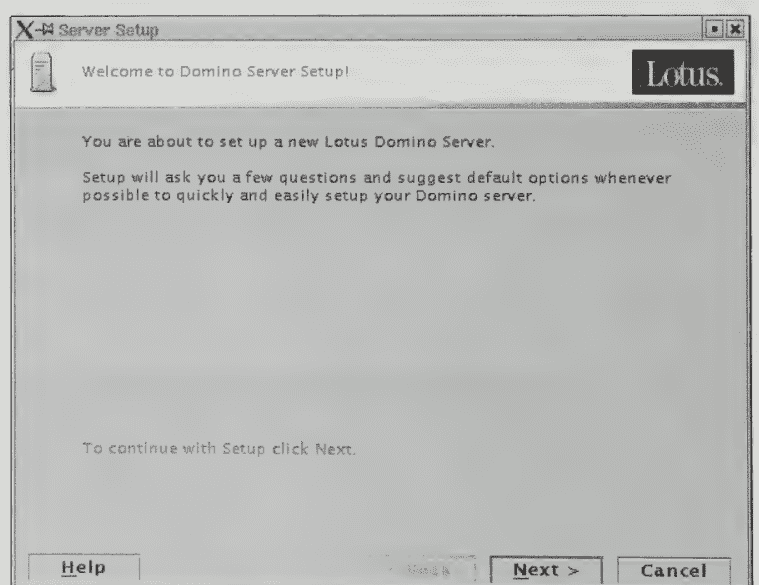 Server Setup
Welcome to Domino Server Setup!
Lotus.
You are about to set up a new Lotus Domino Server.
Setup will ask you a few questions and suggest default options whenever
possible to quickly and easily setup your Domino server.
To continue with Setup click Next.
Help
Back
Next >
Cancel